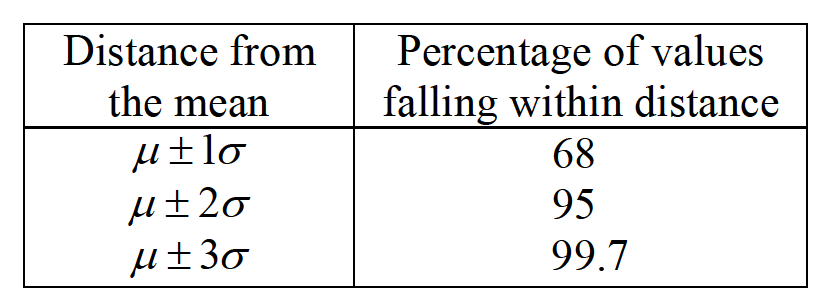 Distance from the mean | Percentage of values falling within distance
μ ± 1σ | 68
μ ± 2σ | 95
μ ± 3σ | 99.7